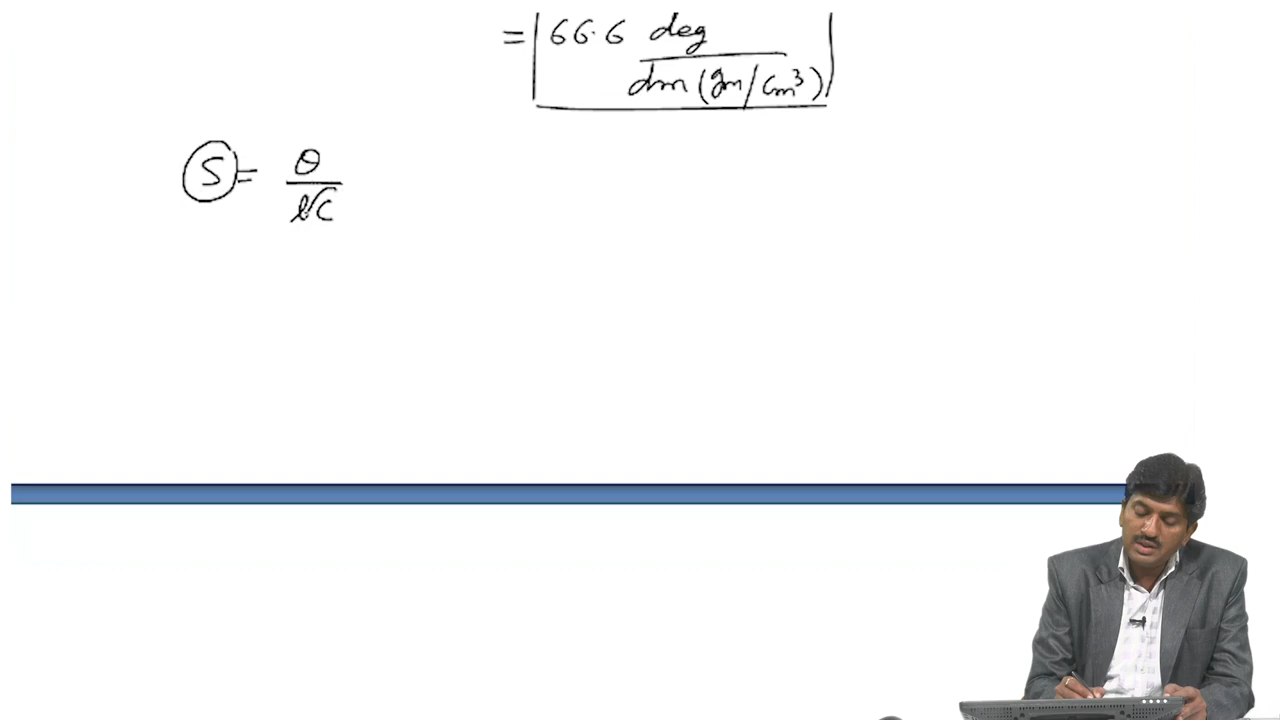 = 66.6 deg
dm (gm/cm³)
S = θ
lC